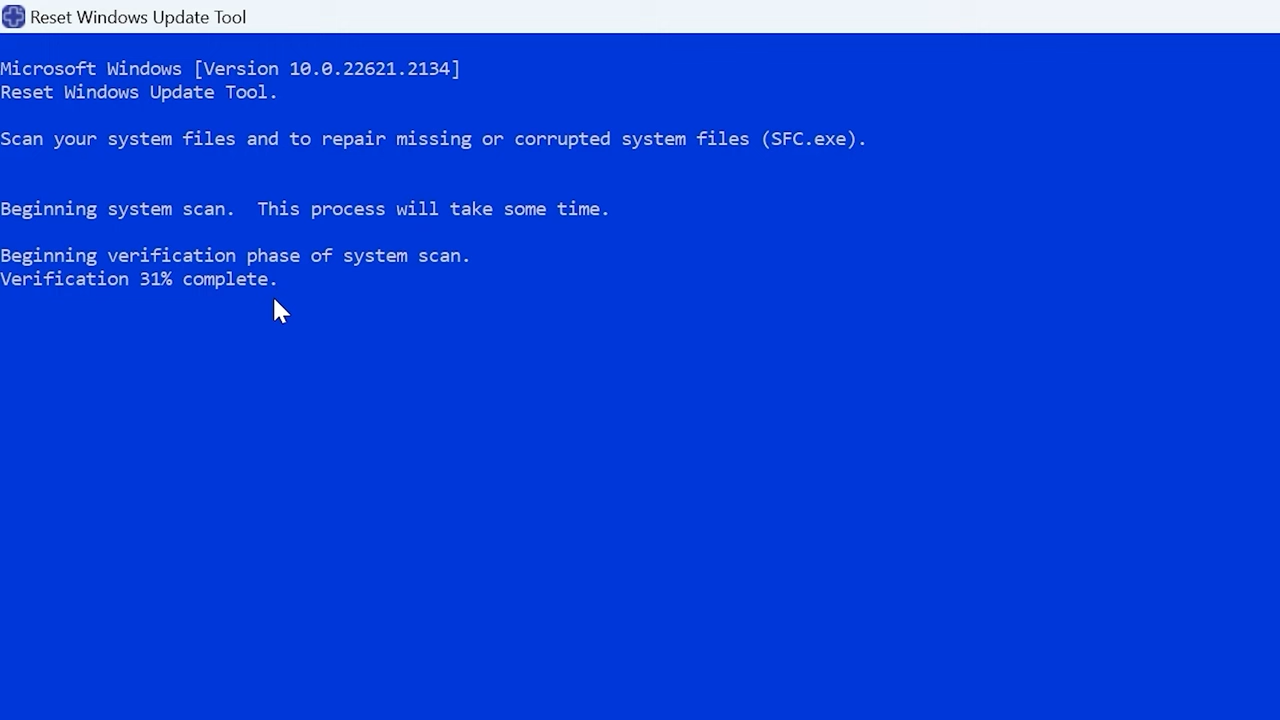 Reset Windows Update Tool
Microsoft Windows [Version 10.0.22621.2134]
Reset Windows Update Tool.
Scan your system files and to repair missing or corrupted system files (SFC.exe).
Beginning system scan.  This process will take some time.
Beginning verification phase of system scan.
Verification 31% complete.